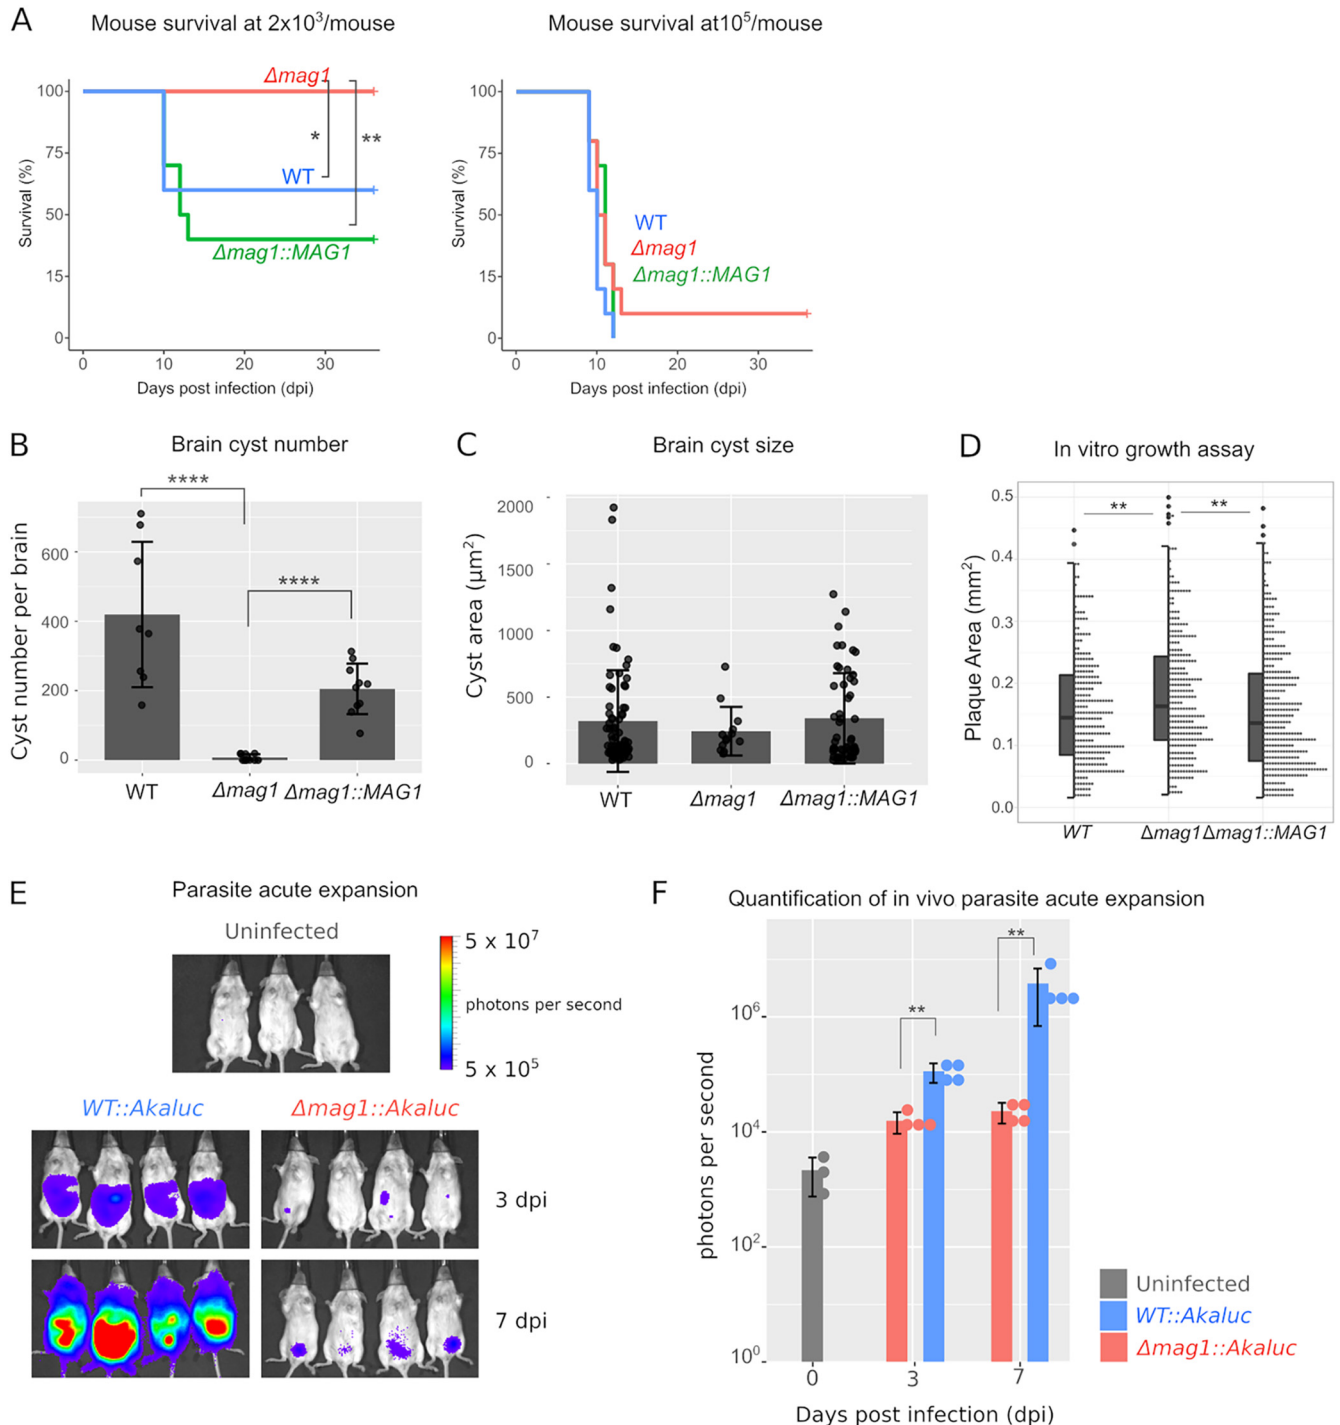 A
Mouse survival at 2x10³/mouse
Mouse survival at10⁵/mouse
Survival (%)
100
75
50
15
0
Δmag1
*
**
WT
Δmag1::MAG1
0
10
20
30
Days post infection (dpi)
Survival (%)
100
75
50
15
0
WT
Δmag1
Δmag1::MAG1
0
10
20
30
Days post infection (dpi)
B
Brain cyst number
Cyst number per brain
600
400
200
0
****
****
WT
Δmag1
Δmag1::MAG1
C
Brain cyst size
Cyst area (µm²)
2000
1500
1000
500
0
WT
Δmag1
Δmag1::MAG1
D
In vitro growth assay
Plaque Area (mm²)
0.5
0.4
0.3
0.2
0.1
0.0
**
**
WT
Δmag1
Δmag1::MAG1
E
Parasite acute expansion
Uninfected
5 x 10⁷
photons per second
5 x 10⁵
WT::Akaluc
Δmag1::Akaluc
3 dpi
7 dpi
F
Quantification of in vivo parasite acute expansion
photons per second
10⁶
10⁴
10²
10⁰
**
**
0
3
7
Days post infection (dpi)
Uninfected
WT::Akaluc
Δmag1::Akaluc